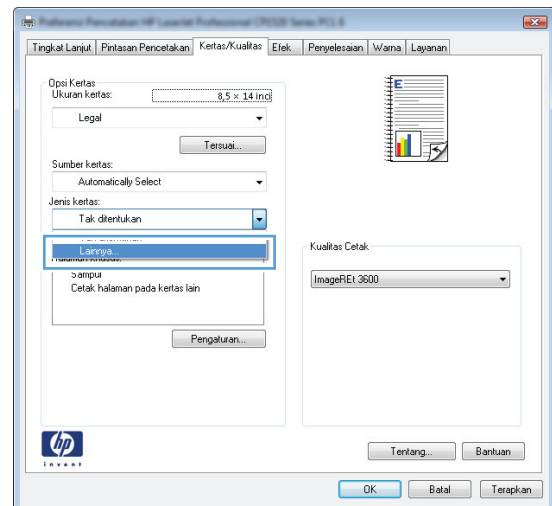 Tingkat Lanjut Pintasan Pencetakan Kertas/Kualitas Efek Penyelesaian Warna Layanan
Opsi Kertas
Ukuran kertas:
8,5 × 14 inci
Legal
Tersuai...
Sumber kertas:
Automatically Select
Jenis kertas:
Tak ditentukan
Lainnya...
Sampul
Cetak halaman pada kertas lain
Pengaturan...
E
Kualitas Cetak
ImageREt 3600
hp
invent
Tentang... Bantuan
OK Batal Terapkan